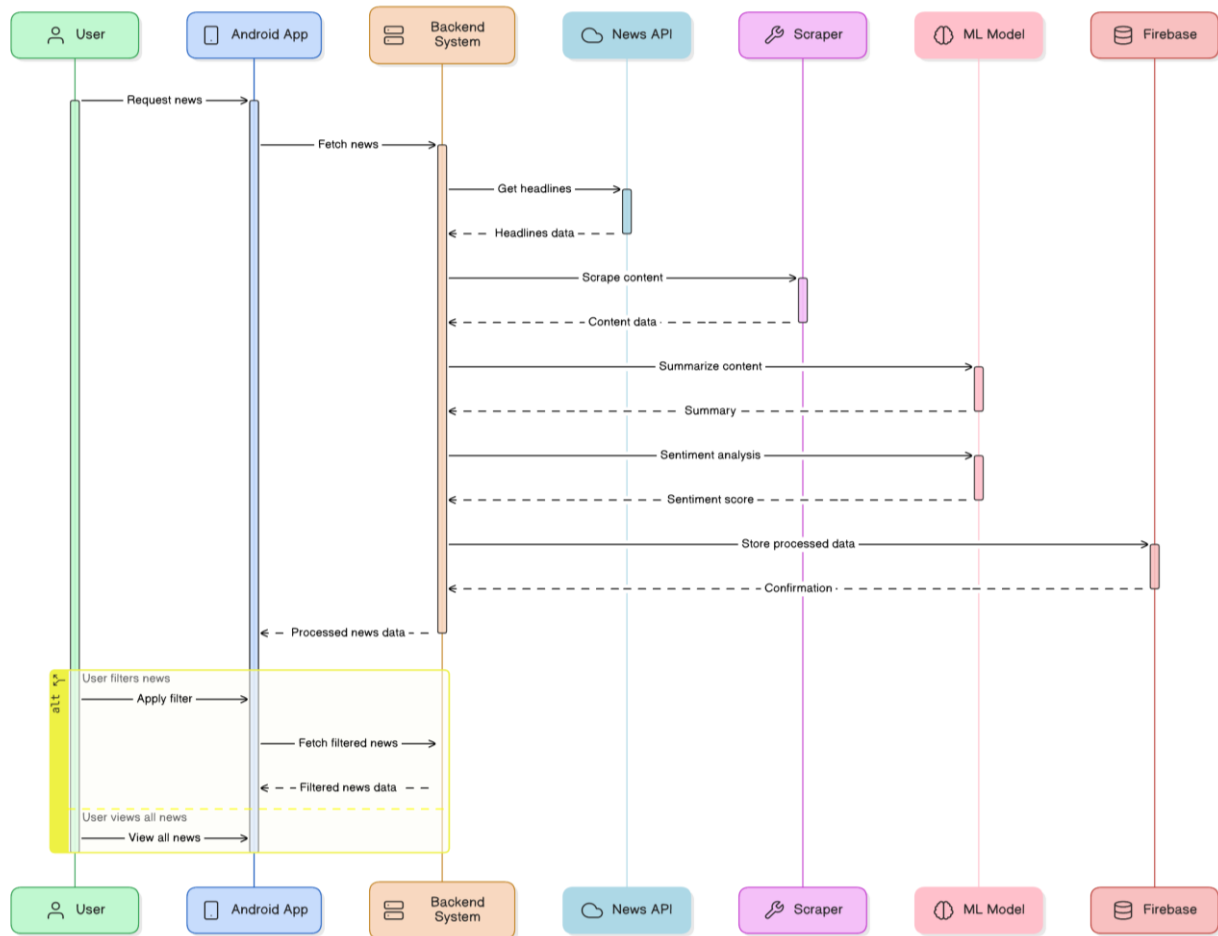 User
Android App
Backend
System
News API
Scraper
ML Model
Firebase
Request news
Fetch news
Get headlines
Headlines data
Scrape content
Content data
Summarize content
Summary
Sentiment analysis
Sentiment score
Store processed data
Confirmation
Processed news data
alt
User filters news
Apply filter
Fetch filtered news
Filtered news data
User views all news
View all news
User
Android App
Backend
System
News API
Scraper
ML Model
Firebase